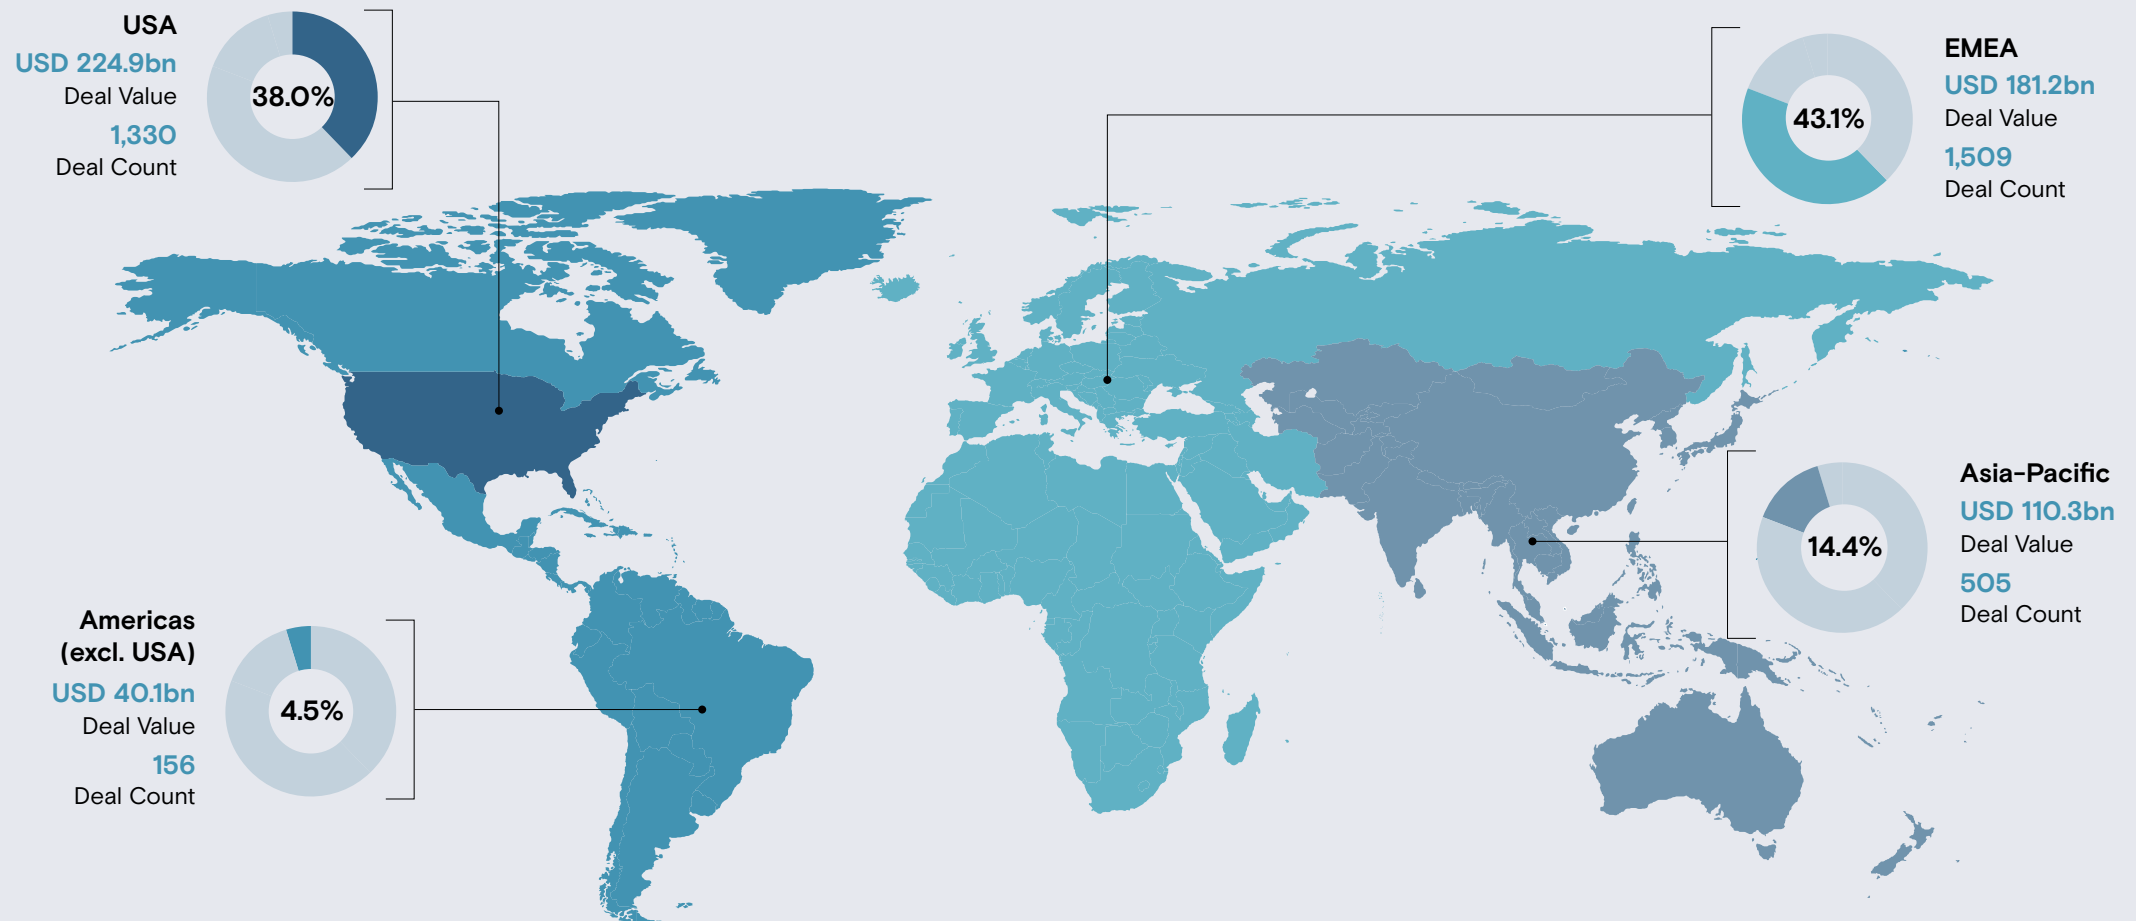 USA
USD 224.9bn
Deal Value
1,330
Deal Count
38.0%
EMEA
USD 181.2bn
Deal Value
1,509
Deal Count
43.1%
Asia-Pacific
USD 110.3bn
Deal Value
505
Deal Count
14.4%
Americas
(excl. USA)
USD 40.1bn
Deal Value
156
Deal Count
4.5%